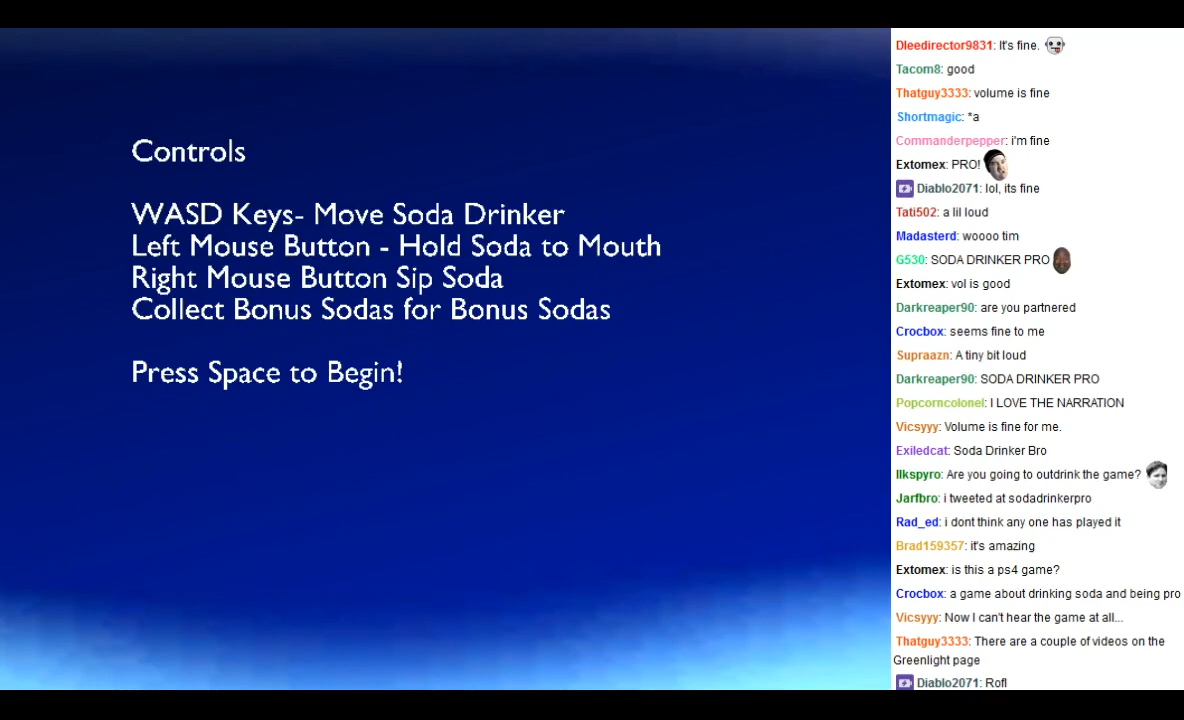 Controls
WASD Keys- Move Soda Drinker
Left Mouse Button - Hold Soda to Mouth
Right Mouse Button Sip Soda
Collect Bonus Sodas for Bonus Sodas
Press Space to Begin!
Dleedirector9831: It's fine.
Tacom8: good
Thatguy3333: volume is fine
Shortmagic: *a
Commanderpepper: i'm fine
Extomex: PRO!
Diablo2071: lol, its fine
Tati502: a lil loud
Madasterd: woooo tim
G530: SODA DRINKER PRO
Extomex: vol is good
Darkreaper90: are you partnered
Crocbox: seems fine to me
Supraazn: A tiny bit loud
Darkreaper90: SODA DRINKER PRO
Popcorncolonel: I LOVE THE NARRATION
Vicsyyy: Volume is fine for me.
Exiledcat: Soda Drinker Bro
Ilkspyro: Are you going to outdrink the game?
Jarfbro: i tweeted at sodadrinkerpro
Rad_ed: i dont think any one has played it
Brad159357: it's amazing
Extomex: is this a ps4 game?
Crocbox: a game about drinking soda and being pro
Vicsyyy: Now I can't hear the game at all...
Thatguy3333: There are a couple of videos on the
Greenlight page
Diablo2071: Rofl